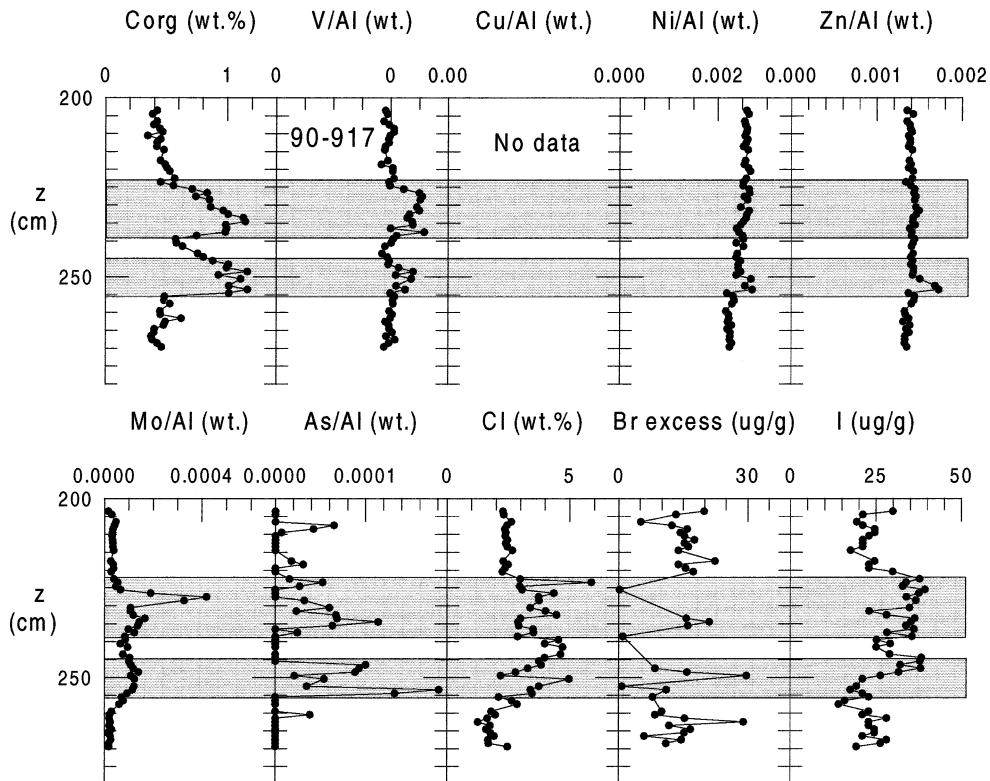 Corg (wt.%) V/Al (wt.) Cu/Al (wt.) Ni/Al (wt.) Zn/Al (wt.)
0 1 0 0 0.00 0.000 0.002 0.000 0.001 0.002
200
90-917 No data
z
(cm)
250
Mo/Al (wt.) As/Al (wt.) Cl (wt.%) Br excess (ug/g) I (ug/g)
0.0000 0.0004 0.0000 0.0001 0 5 0 30 0 25 50
200
z
(cm)
250